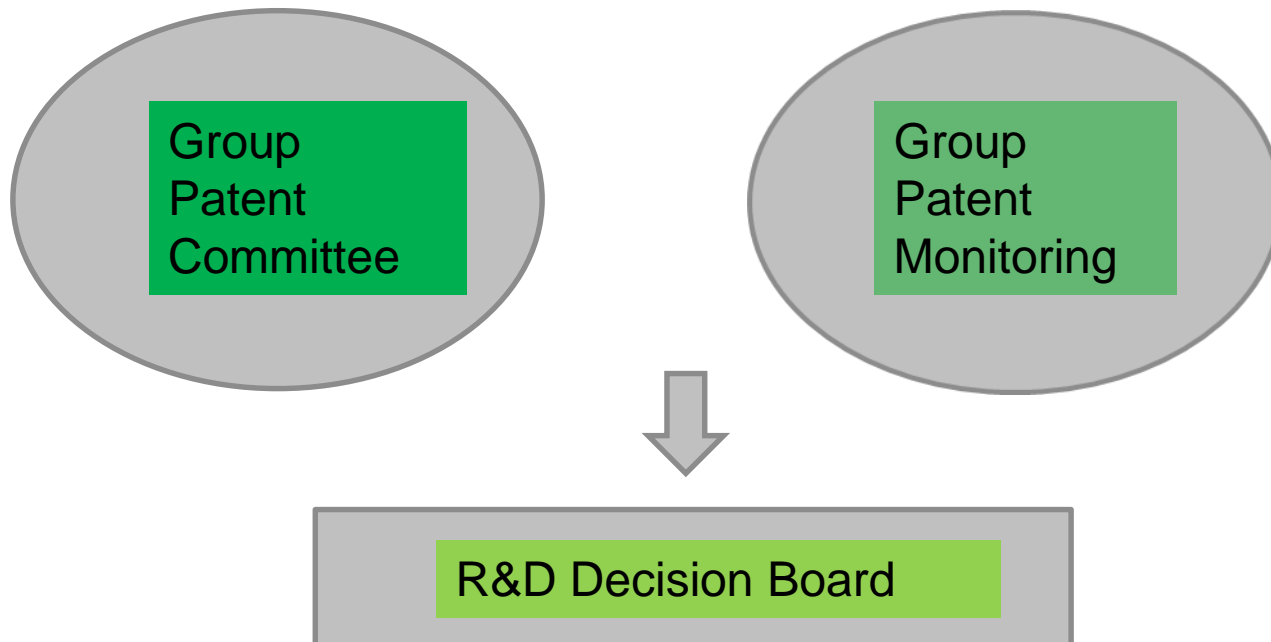 Group
Patent
Committee
Group
Patent
Monitoring
R&D Decision Board